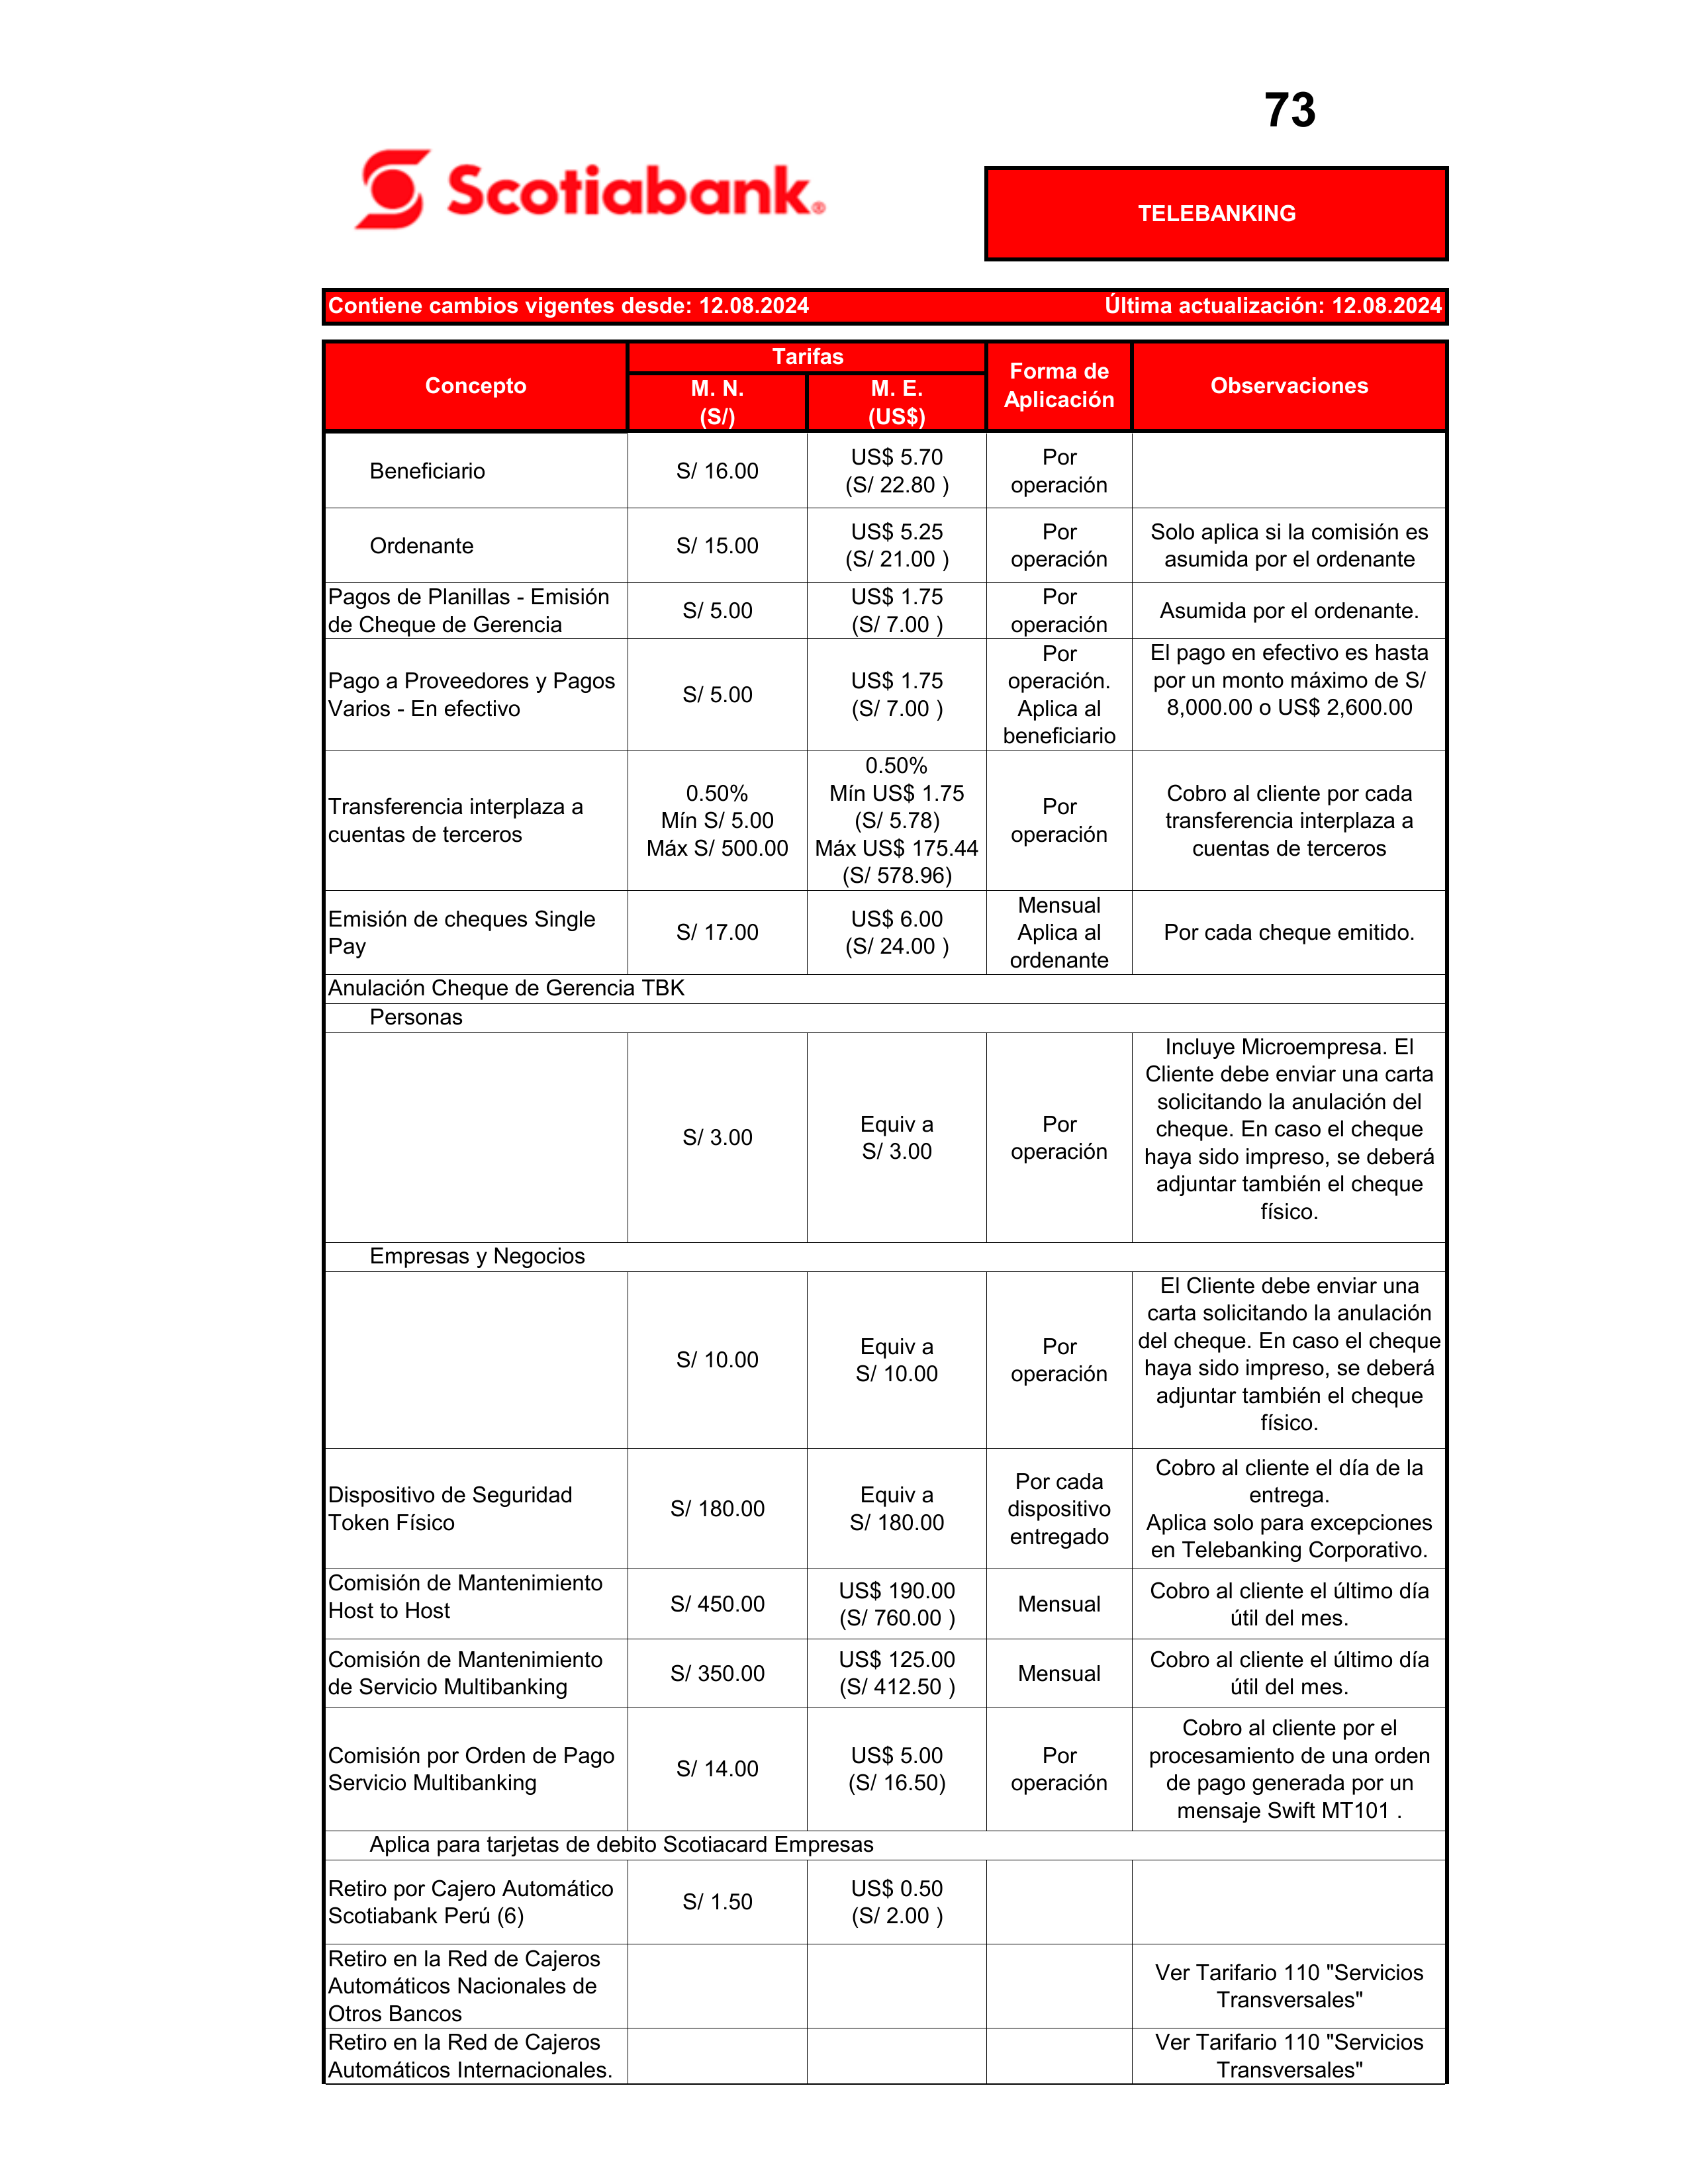 73
Scotiabank®
TELEBANKING
Contiene cambios vigentes desde: 12.08.2024 Última actualización: 12.08.2024
Concepto
Tarifas
M. N.
(S/)
M. E.
(US$)
Forma de
Aplicación
Observaciones
Beneficiario
S/ 16.00
US$ 5.70
(S/ 22.80 )
Por
operación
Ordenante
S/ 15.00
US$ 5.25
(S/ 21.00 )
Por
operación
Solo aplica si la comisión es
asumida por el ordenante
Pagos de Planillas - Emisión
de Cheque de Gerencia
S/ 5.00
US$ 1.75
(S/ 7.00 )
Por
operación
Asumida por el ordenante.
Pago a Proveedores y Pagos
Varios - En efectivo
S/ 5.00
US$ 1.75
(S/ 7.00 )
Por
operación.
Aplica al
beneficiario
El pago en efectivo es hasta
por un monto máximo de S/
8,000.00 o US$ 2,600.00
Transferencia interplaza a
cuentas de terceros
0.50%
Mín S/ 5.00
Máx S/ 500.00
0.50%
Mín US$ 1.75
(S/ 5.78)
Máx US$ 175.44
(S/ 578.96)
Por
operación
Cobro al cliente por cada
transferencia interplaza a
cuentas de terceros
Emisión de cheques Single
Pay
S/ 17.00
US$ 6.00
(S/ 24.00 )
Mensual
Aplica al
ordenante
Por cada cheque emitido.
Anulación Cheque de Gerencia TBK
Personas
S/ 3.00
Equiv a
S/ 3.00
Por
operación
Incluye Microempresa. El
Cliente debe enviar una carta
solicitando la anulación del
cheque. En caso el cheque
haya sido impreso, se deberá
adjuntar también el cheque
físico.
Empresas y Negocios
S/ 10.00
Equiv a
S/ 10.00
Por
operación
El Cliente debe enviar una
carta solicitando la anulación
del cheque. En caso el cheque
haya sido impreso, se deberá
adjuntar también el cheque
físico.
Dispositivo de Seguridad
Token Físico
S/ 180.00
Equiv a
S/ 180.00
Por cada
dispositivo
entregado
Cobro al cliente el día de la
entrega.
Aplica solo para excepciones
en Telebanking Corporativo.
Comisión de Mantenimiento
Host to Host
S/ 450.00
US$ 190.00
(S/ 760.00 )
Mensual
Cobro al cliente el último día
útil del mes.
Comisión de Mantenimiento
de Servicio Multibanking
S/ 350.00
US$ 125.00
(S/ 412.50 )
Mensual
Cobro al cliente el último día
útil del mes.
Comisión por Orden de Pago
Servicio Multibanking
S/ 14.00
US$ 5.00
(S/ 16.50)
Por
operación
Cobro al cliente por el
procesamiento de una orden
de pago generada por un
mensaje Swift MT101 .
Aplica para tarjetas de debito Scotiacard Empresas
Retiro por Cajero Automático
Scotiabank Perú (6)
S/ 1.50
US$ 0.50
(S/ 2.00 )
Retiro en la Red de Cajeros
Automáticos Nacionales de
Otros Bancos
Ver Tarifario 110 "Servicios
Transversales"
Retiro en la Red de Cajeros
Automáticos Internacionales.
Ver Tarifario 110 "Servicios
Transversales"